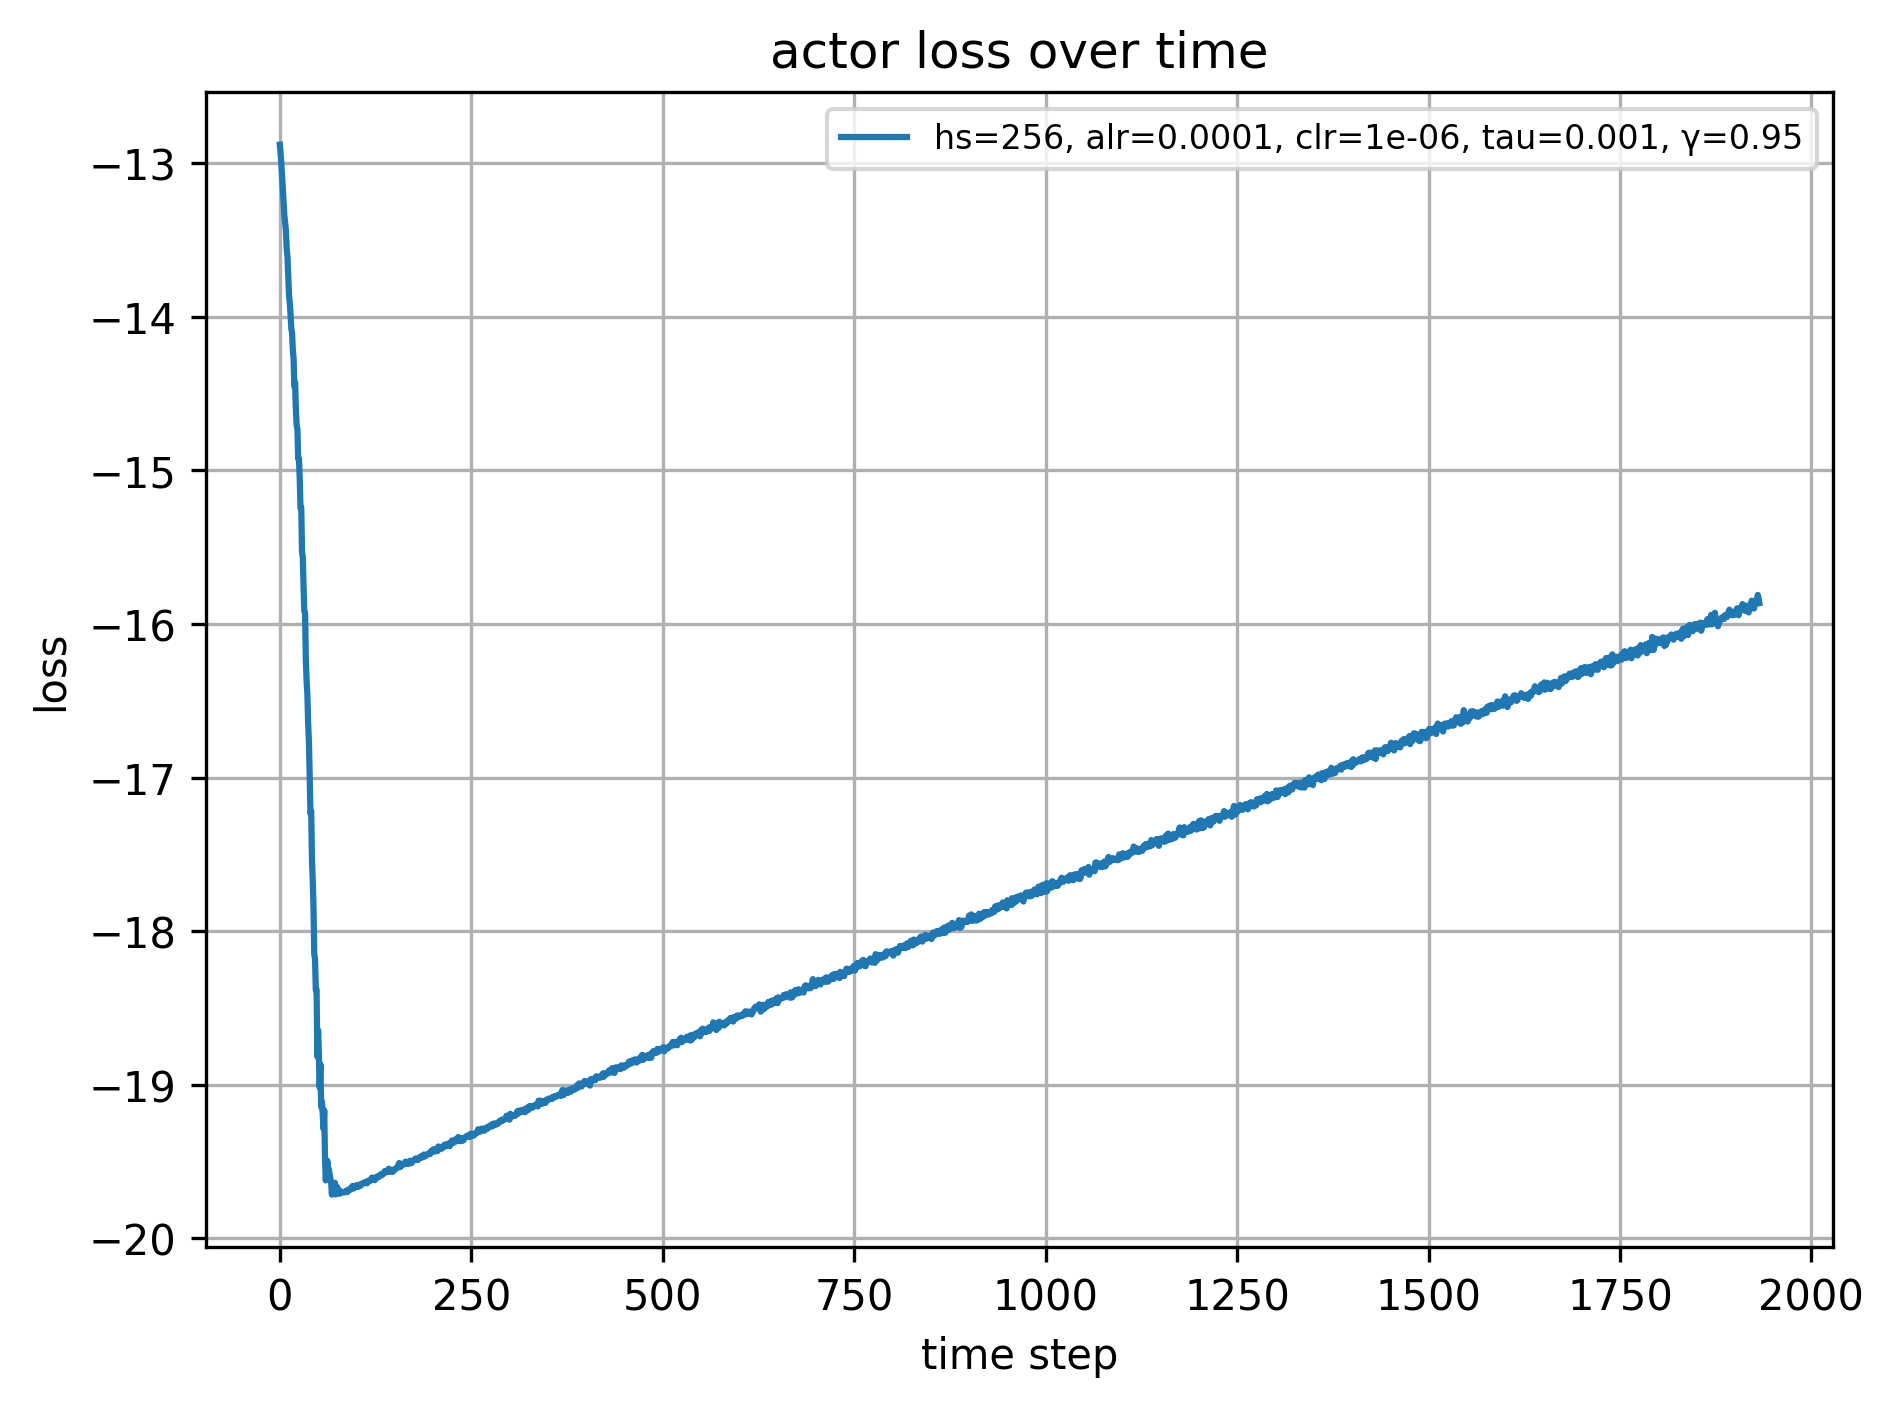 actor loss over time
hs=256, alr=0.0001, clr=1e-06, tau=0.001, γ=0.95
−13
−14
−15
−16
−17
−18
−19
−20
loss
0 250 500 750 1000 1250 1500 1750 2000
time step